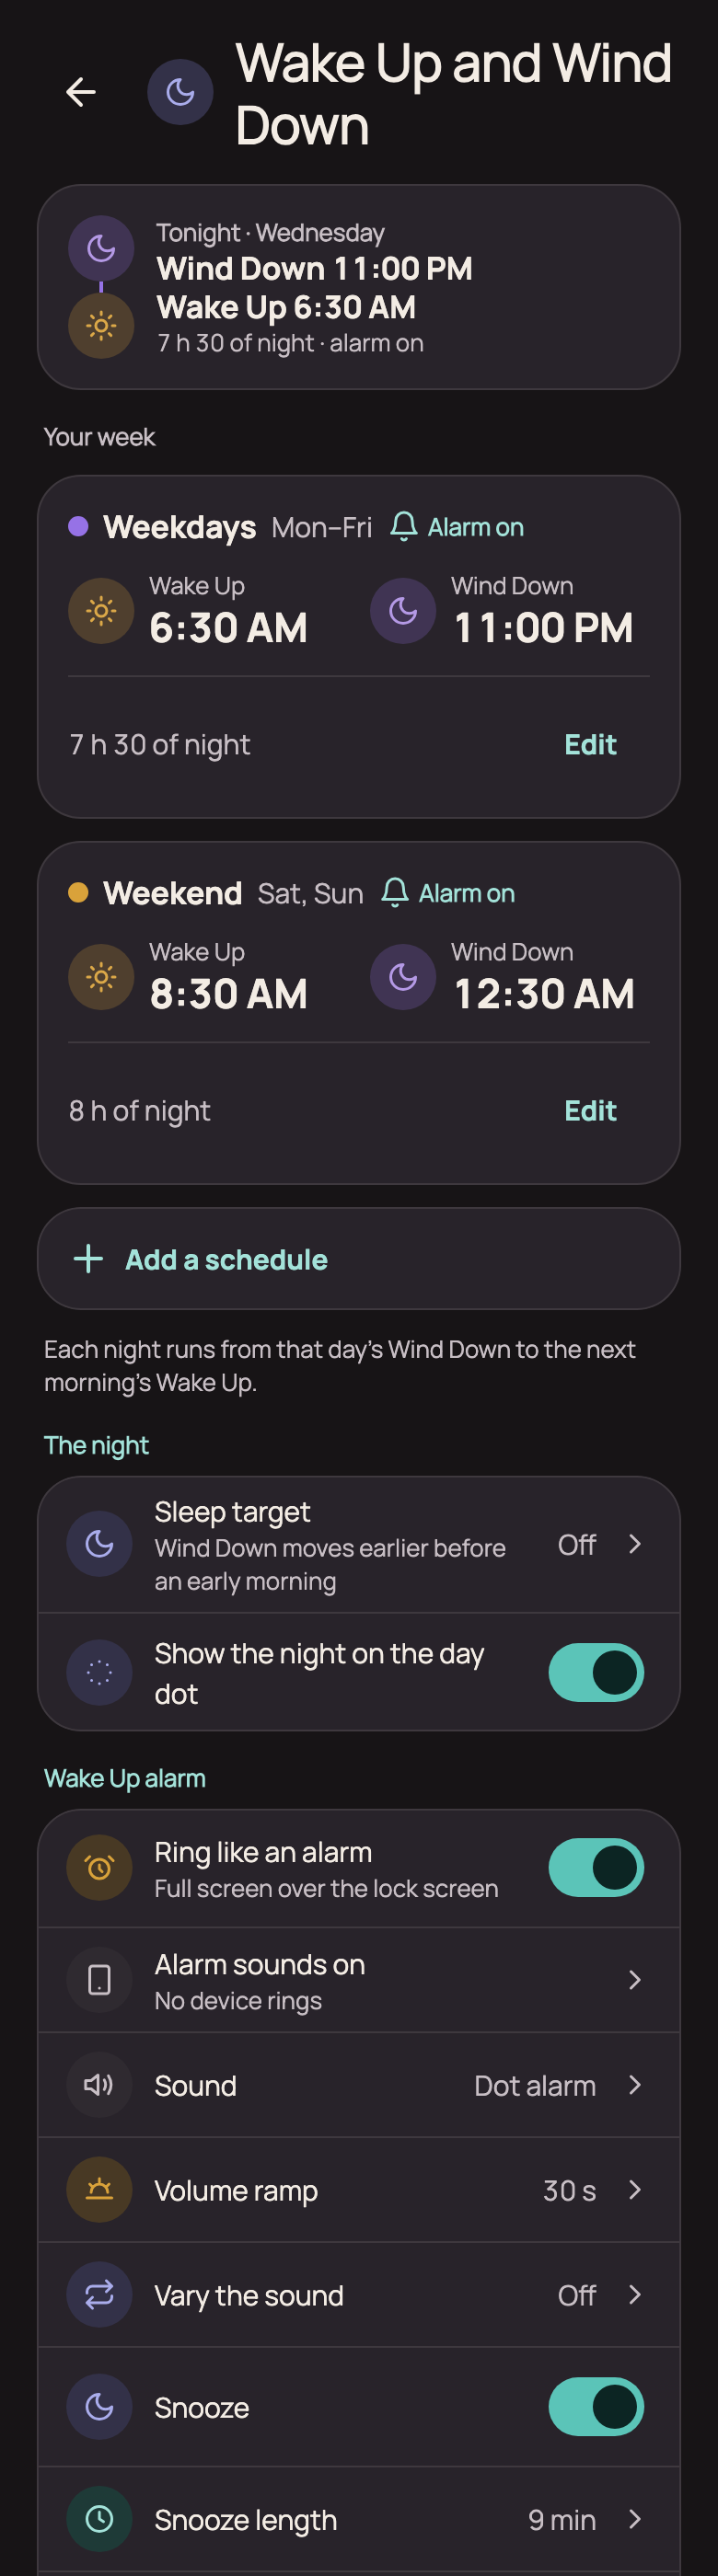 Wake Up and Wind
Down
Tonight · Wednesday
Wind Down 11:00 PM
Wake Up 6:30 AM
7 h 30 of night · alarm on
Your week
Weekdays Mon–Fri Alarm on
Wake Up Wind Down
6:30 AM 11:00 PM
7 h 30 of night Edit
Weekend Sat, Sun Alarm on
Wake Up Wind Down
8:30 AM 12:30 AM
8 h of night Edit
Add a schedule
Each night runs from that day’s Wind Down to the next
morning’s Wake Up.
The night
Sleep target
Wind Down moves earlier before
an early morning
Off
Show the night on the day
dot
Wake Up alarm
Ring like an alarm
Full screen over the lock screen
Alarm sounds on
No device rings
Sound Dot alarm
Volume ramp 30 s
Vary the sound Off
Snooze
Snooze length 9 min